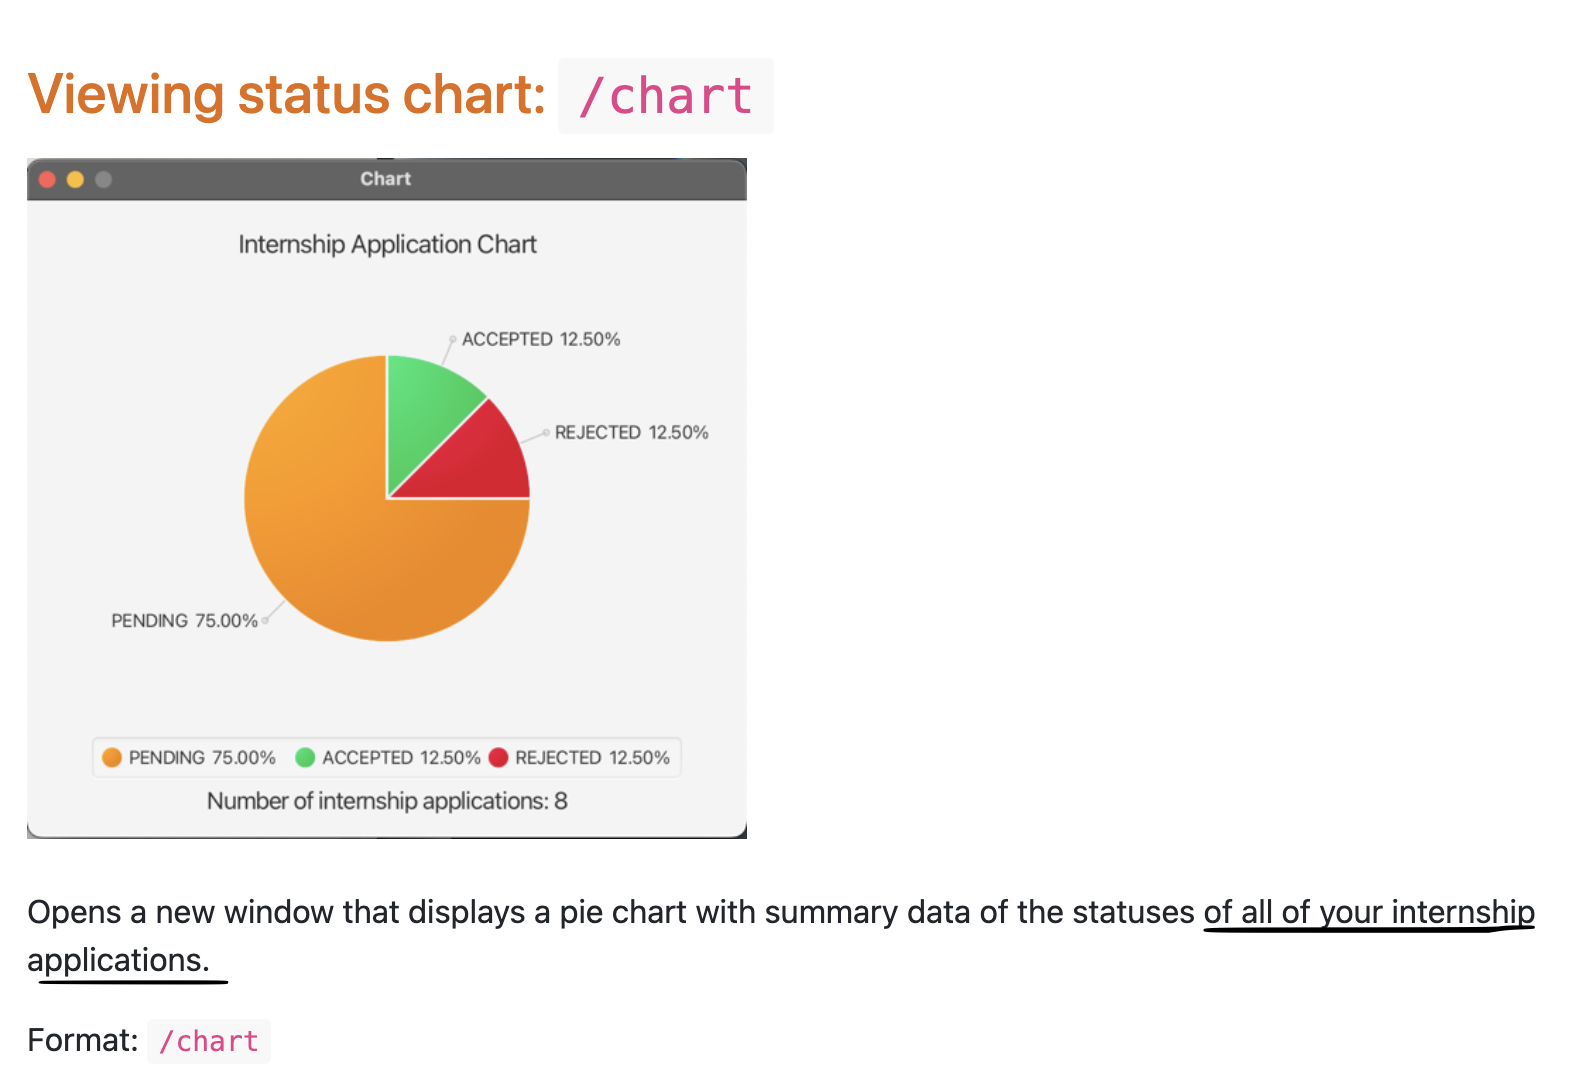 Viewing status chart: /chart
Chart
Internship Application Chart
ACCEPTED 12.50%
REJECTED 12.50%
PENDING 75.00%
PENDING 75.00% ACCEPTED 12.50% REJECTED 12.50%
Number of internship applications: 8
Opens a new window that displays a pie chart with summary data of the statuses of all of your internship
applications.
Format: /chart